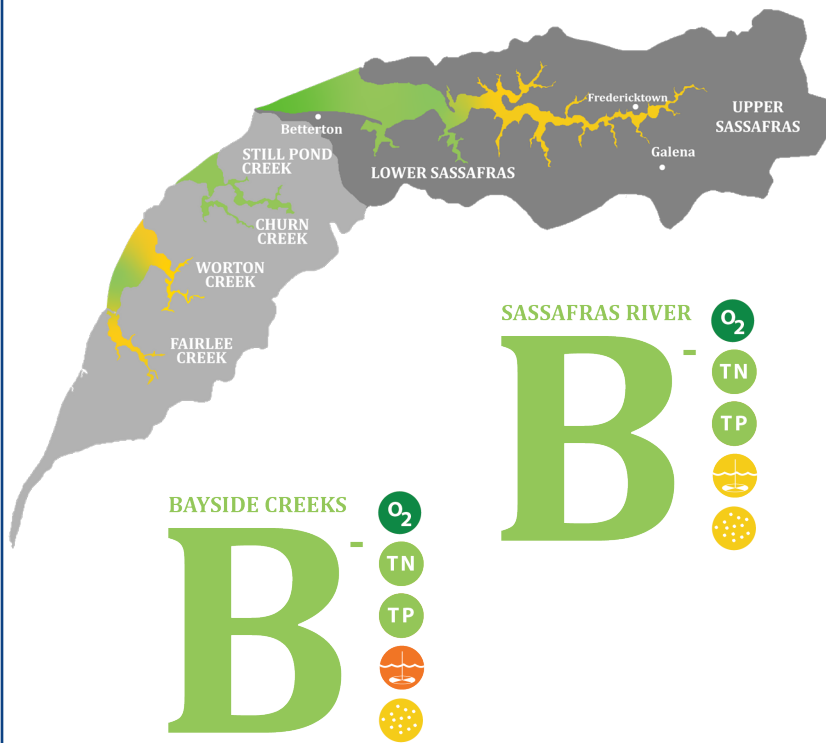 Fredericktown
UPPER
SASSAFRAS
Betterton
Galena
STILL POND
CREEK
LOWER SASSAFRAS
CHURN
CREEK
WORTON
CREEK
FAIRLEE
CREEK
SASSAFRAS RIVER
B-
O2
TN
TP
BAYSIDE CREEKS
B-
O2
TN
TP